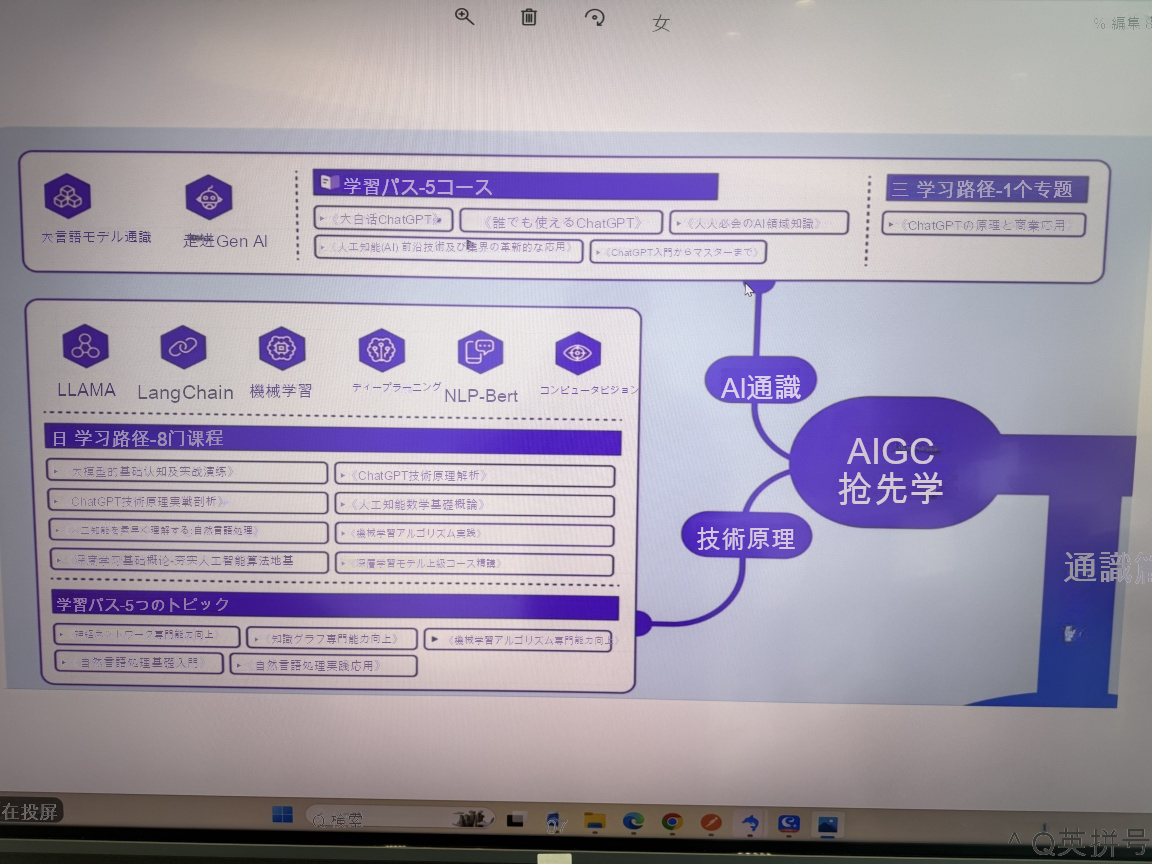 女
編集
大言語モデル通識
走进Gen AI
学習パス-5コース
《大白话ChatGPT》
《誰でも使えるChatGPT》
《人人必会のAI領域知識》
《人工知能(AI) 前沿技術及び業界の革新的な応用》
《ChatGPT入門からマスターまで》
三 学习路径-1个专题
《ChatGPTの原理と商業応用
AI通識
LLAMA
LangChain
機械学習
ディープラーニング
NLP-Bert
コンピュータビジョン
日 学习路径-8门课程
大模型的基础认知及实战演练》
《ChatGPT技術原理解析》
ChatGPT技術原理実戦剖析》
《人工知能数学基礎概論》
人工知能を素早く理解する:自然言語処理》
《機械学習アルゴリズム実践》
深度学习基础概论-夯实人工智能算法地基
《深層学習モデル上級コース精講》
学習パス-5つのトピック
神経ネットワーク専門能力向上》
《知識グラフ専門能力向上》
《機械学習アルゴリズム専門能力向上》
《自然言語処理基礎入門》
《自然言語処理実践応用》
AIGC
抢先学
技術原理
通識
在投屏
検索
英拼号